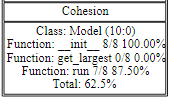 Cohesion
Class: Model (10:0)
Function: __init__ 8/8 100.00%
Function: get_largest 0/8 0.00%
Function: run 7/8 87.50%
Total: 62.5%